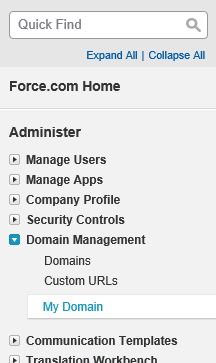 Quick Find
Expand All | Collapse All
Force.com Home
Administer
Manage Users
Manage Apps
Company Profile
Security Controls
Domain Management
Domains
Custom URLs
My Domain
Communication Templates
Translation Workbench